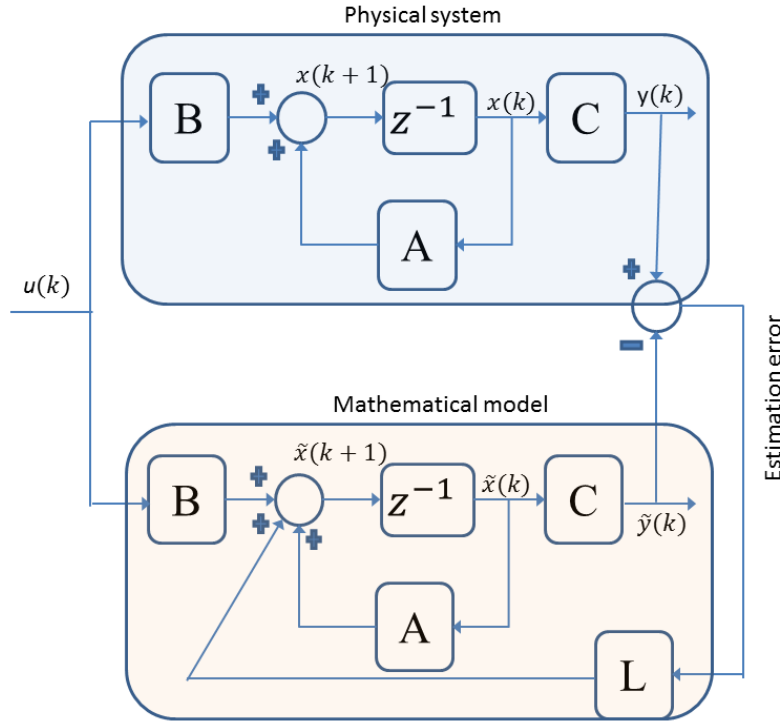 Physical system
x(k + 1)
B
z⁻¹
x(k)
C
y(k)
A
u(k)
Estimation error
Mathematical model
x̃(k + 1)
B
z⁻¹
x̃(k)
C
ỹ(k)
A
L